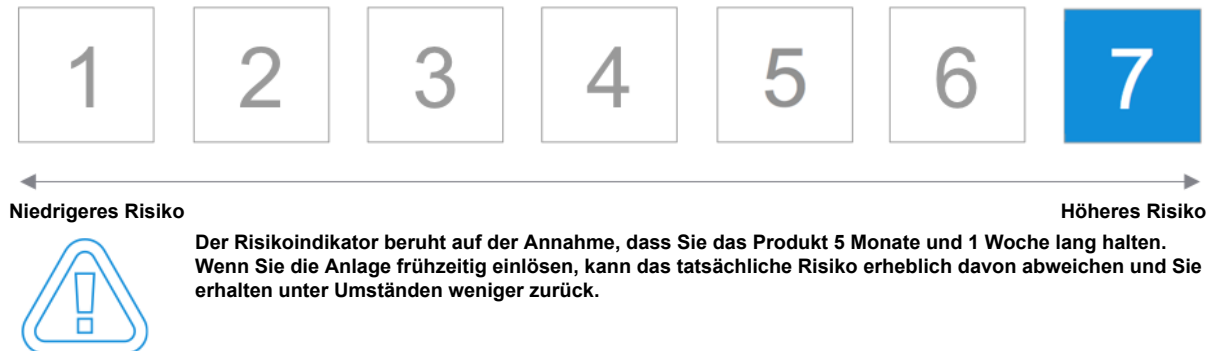 1 2 3 4 5 6 7
Niedrigeres Risiko Höheres Risiko
Der Risikoindikator beruht auf der Annahme, dass Sie das Produkt 5 Monate und 1 Woche lang halten.
Wenn Sie die Anlage frühzeitig einlösen, kann das tatsächliche Risiko erheblich davon abweichen und Sie
erhalten unter Umständen weniger zurück.